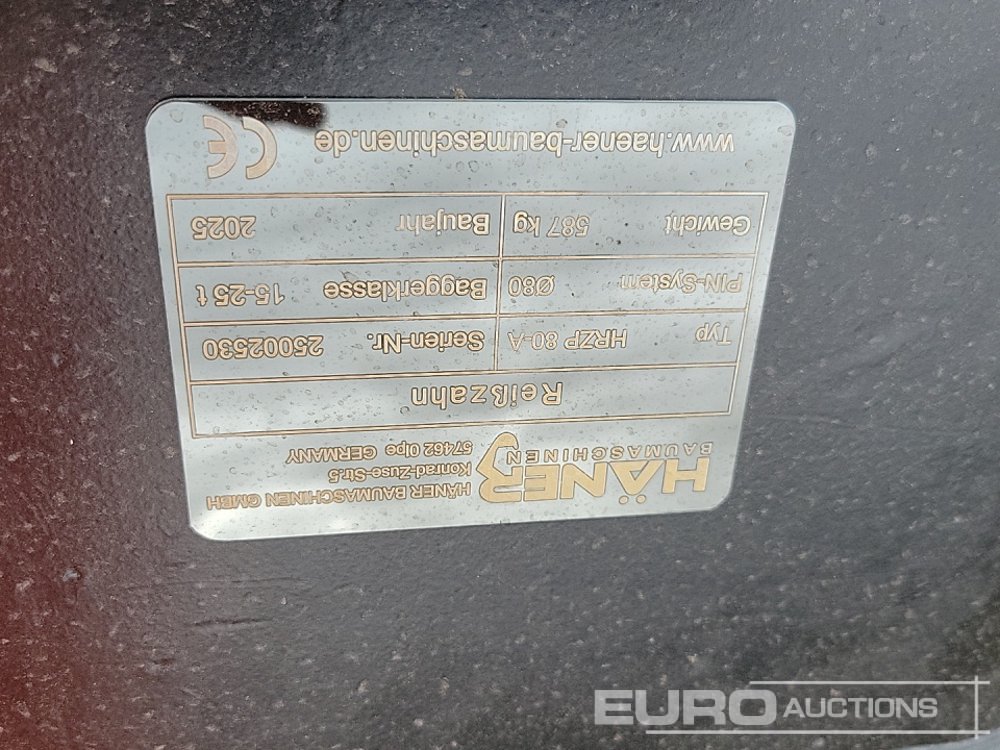 HÄNER
BAUMASCHINEN
HÄNER BAUMASCHINEN GMBH
Konrad-Zuse-Str.5
57462 Olpe GERMANY
Reißzahn
Typ HRZP 80-A Serien-Nr. 25002530
PIN-System Ø80 Baggerklasse 15-25 t
Gewicht 587 kg Baujahr 2025
www.haener-baumaschinen.de CE
EURO AUCTIONS